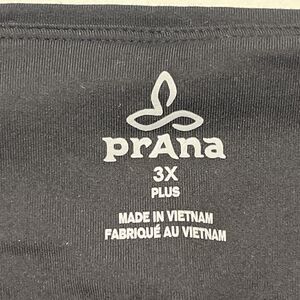 prAna
3X
PLUS
MADE IN VIETNAM
FABRIQUÉ AU VIETNAM